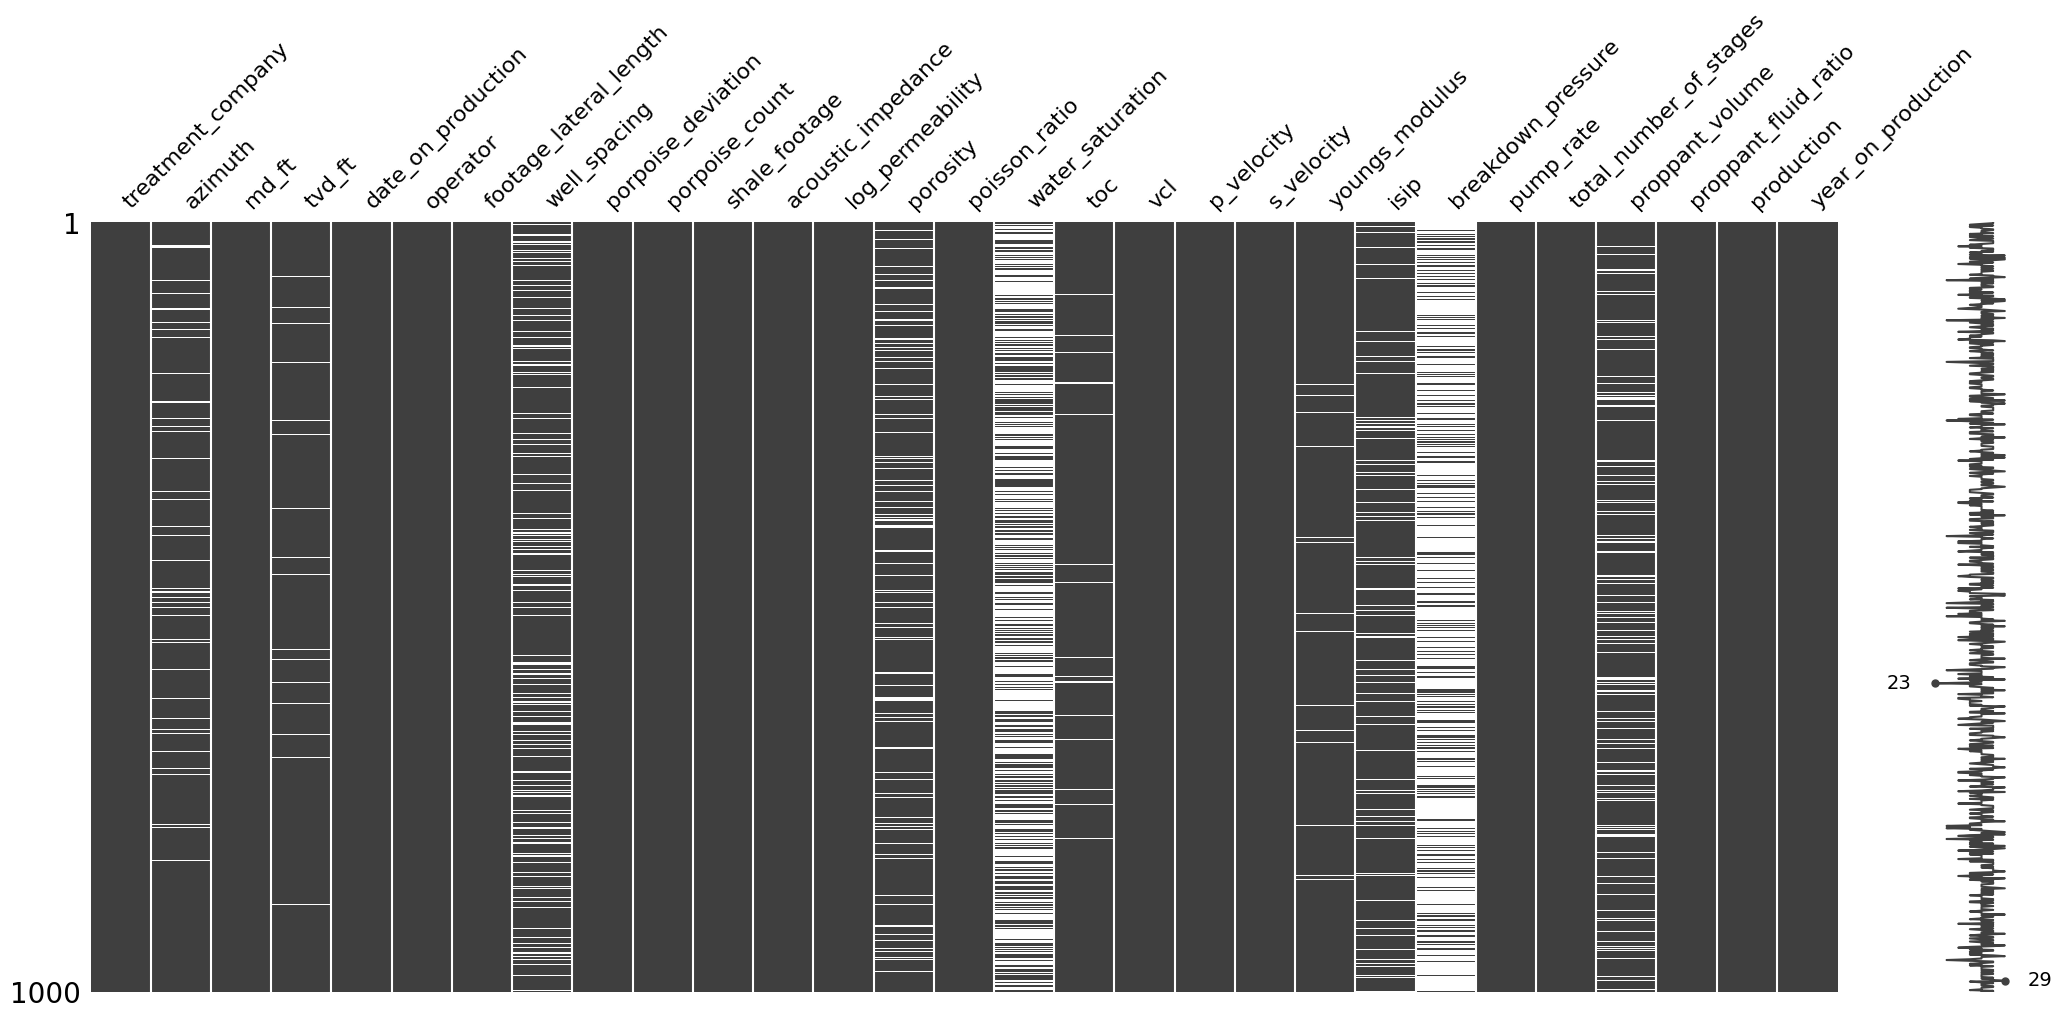 treatment_company
azimuth
md_ft
tvd_ft
date_on_production
operator
footage_lateral_length
well_spacing
porpoise_deviation
porpoise_count
shale_footage
acoustic_impedance
log_permeability
porosity
poisson_ratio
water_saturation
toc
vcl
p_velocity
s_velocity
youngs_modulus
isip
breakdown_pressure
pump_rate
total_number_of_stages
proppant_volume
proppant_fluid_ratio
production
year_on_production
1
23
29
1000